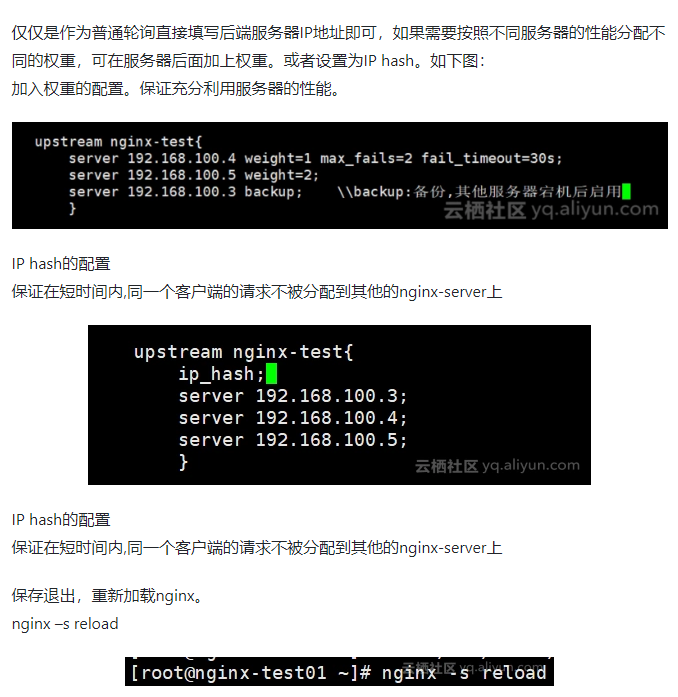 仅仅是作为普通轮询直接填写后端服务器IP地址即可，如果需要按照不同服务器的性能分配不
同的权重，可在服务器后面加上权重。或者设置为IP hash。如下图：
加入权重的配置。保证充分利用服务器的性能。
upstream nginx-test{
server 192.168.100.4 weight=1 max_fails=2 fail_timeout=30s;
server 192.168.100.5 weight=2;
server 192.168.100.3 backup; \\backup:备份,其他服务器宕机后启用
}
云栖社区 yq.aliyun.com
IP hash的配置
保证在短时间内,同一个客户端的请求不被分配到其他的nginx-server上
upstream nginx-test{
ip_hash;
server 192.168.100.3;
server 192.168.100.4;
server 192.168.100.5;
}
云栖社区 yq.aliyun.com
IP hash的配置
保证在短时间内,同一个客户端的请求不被分配到其他的nginx-server上
保存退出，重新加载nginx。
nginx –s reload
云栖社区 yq.aliyun.com
[root@nginx-test01 ~]# nginx -s reload